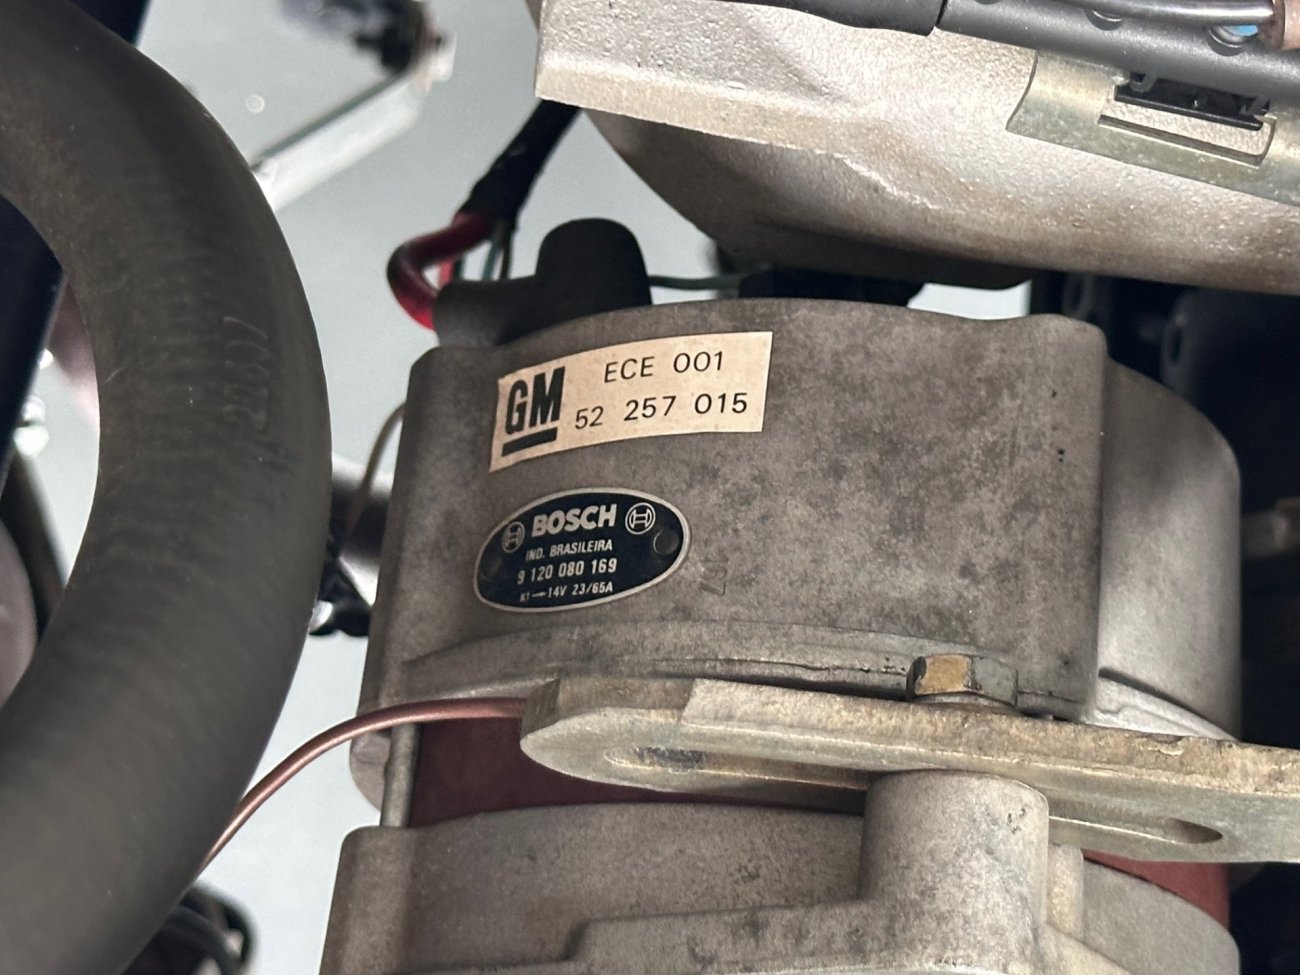 GM
ECE 001
52 257 015
BOSCH
IND. BRASILEIRA
9 120 080 169
K1→14V 23/65A